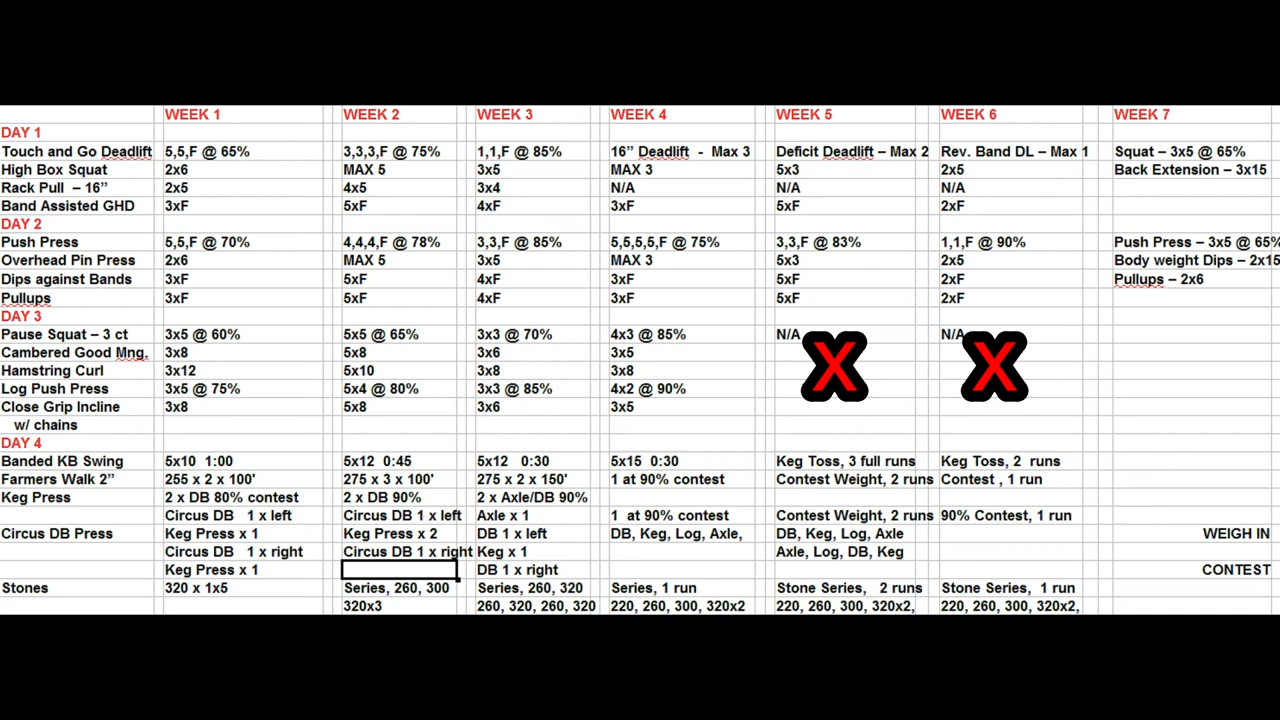 WEEK 1 WEEK 2 WEEK 3 WEEK 4 WEEK 5 WEEK 6 WEEK 7
DAY 1
Touch and Go Deadlift 5,5,F @ 65% 3,3,3,F @ 75% 1,1,F @ 85% 16” Deadlift - Max 3 Deficit Deadlift – Max 2 Rev. Band DL – Max 1 Squat – 3x5 @ 65%
High Box Squat 2x6 MAX 5 3x5 MAX 3 5x3 2x5 Back Extension – 3x15
Rack Pull – 16” 2x5 4x5 3x4 N/A N/A N/A
Band Assisted GHD 3xF 5xF 4xF 3xF 5xF 2xF
DAY 2
Push Press 5,5,F @ 70% 4,4,4,F @ 78% 3,3,F @ 85% 5,5,5,5,F @ 75% 3,3,F @ 83% 1,1,F @ 90% Push Press – 3x5 @ 65%
Overhead Pin Press 2x6 MAX 5 3x5 MAX 3 5x3 2x5 Body weight Dips – 2x15
Dips against Bands 3xF 5xF 4xF 3xF 5xF 2xF Pullups – 2x6
Pullups 3xF 5xF 4xF 3xF 5xF 2xF
DAY 3
Pause Squat – 3 ct 3x5 @ 60% 5x5 @ 65% 3x3 @ 70% 4x3 @ 85% N/A N/A
Cambered Good Mng. 3x8 5x8 3x6 3x5
Hamstring Curl 3x12 5x10 3x8 3x8 X X
Log Push Press 3x5 @ 75% 5x4 @ 80% 3x3 @ 85% 4x2 @ 90%
Close Grip Incline 3x8 5x8 3x6 3x5
w/ chains
DAY 4
Banded KB Swing 5x10 1:00 5x12 0:45 5x12 0:30 5x15 0:30 Keg Toss, 3 full runs Keg Toss, 2 runs
Farmers Walk 2” 255 x 2 x 100' 275 x 3 x 100' 275 x 2 x 150' 1 at 90% contest Contest Weight, 2 runs Contest , 1 run
Keg Press 2 x DB 80% contest 2 x DB 90% 2 x Axle/DB 90%
Circus DB 1 x left Circus DB 1 x left Axle x 1 1 at 90% contest Contest Weight, 2 runs 90% Contest, 1 run
Circus DB Press Keg Press x 1 Keg Press x 2 DB 1 x left DB, Keg, Log, Axle, DB, Keg, Log, Axle WEIGH IN
Circus DB 1 x right Circus DB 1 x right Keg x 1 Axle, Log, DB, Keg
Keg Press x 1 DB 1 x right CONTEST
Stones 320 x 1x5 Series, 260, 300 Series, 260, 320 Series, 1 run Stone Series, 2 runs Stone Series, 1 run
320x3 260, 320, 260, 320 220, 260, 300, 320x2 220, 260, 300, 320x2, 220, 260, 300, 320x2,